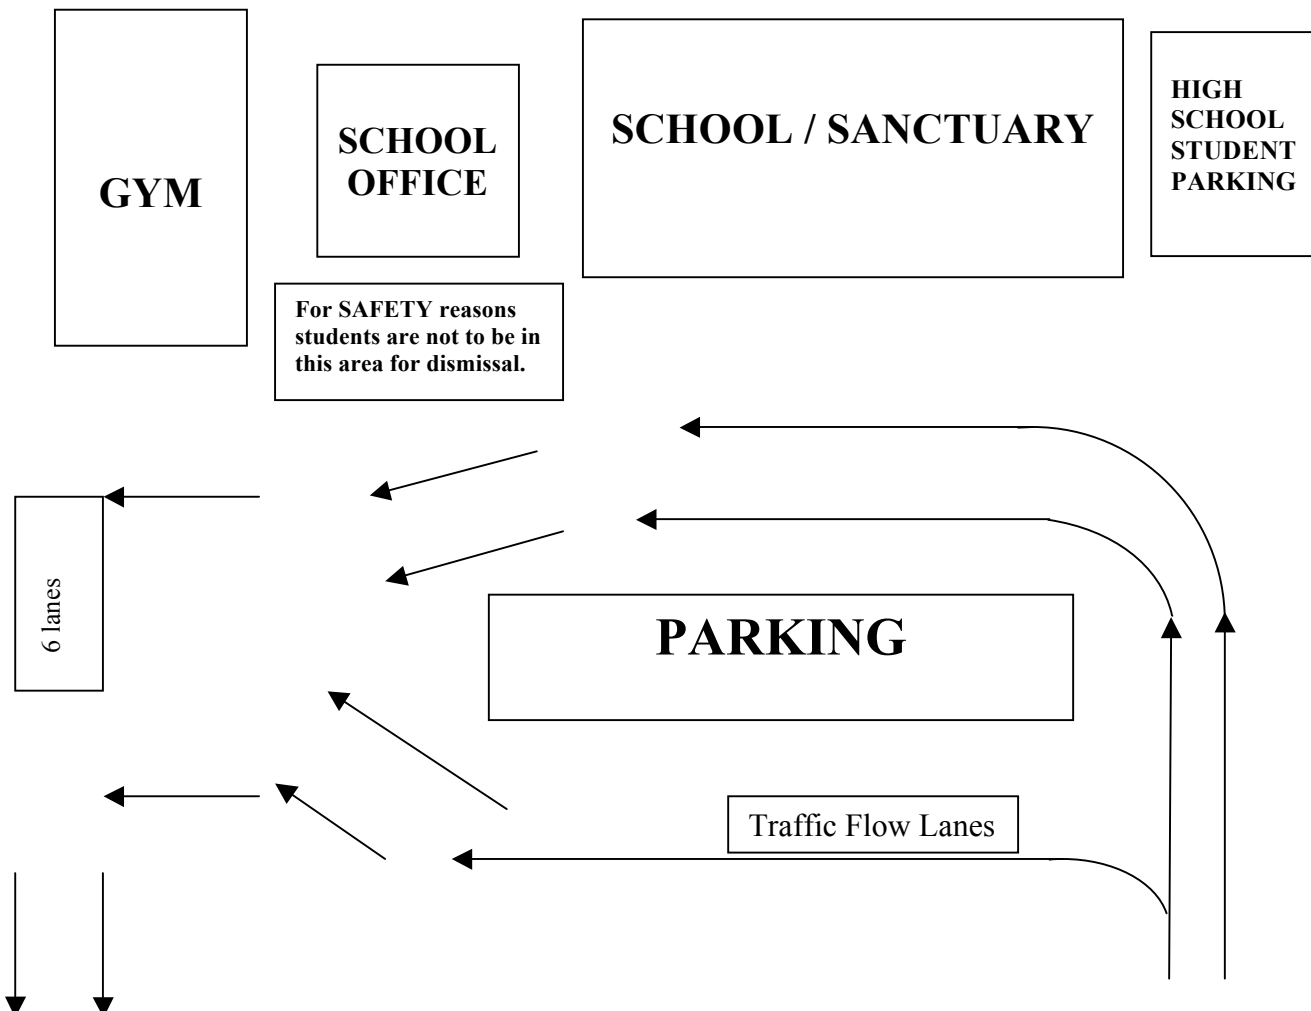 GYM
SCHOOL
OFFICE
SCHOOL / SANCTUARY
HIGH
SCHOOL
STUDENT
PARKING
For SAFETY reasons
students are not to be in
this area for dismissal.
6 lanes
PARKING
Traffic Flow Lanes